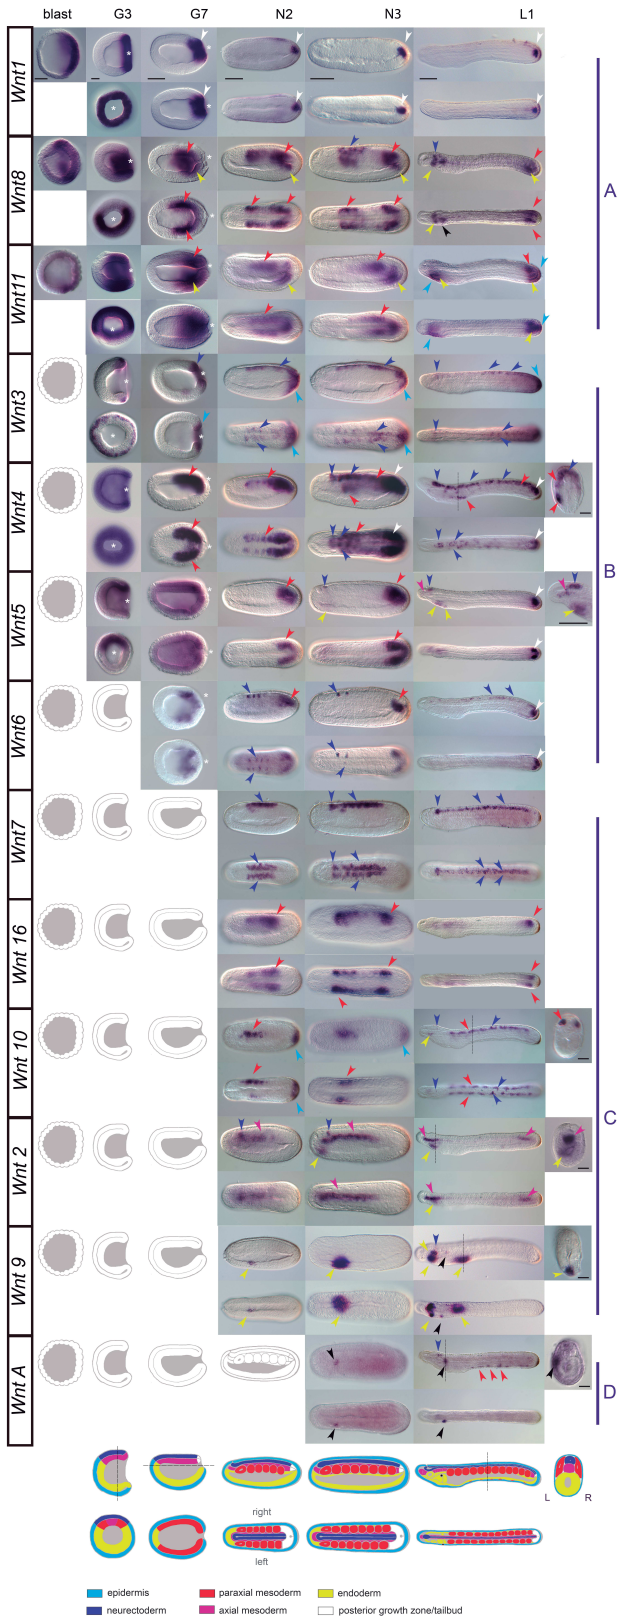 blast G3 G7 N2 N3 L1
Wnt1
Wnt8
Wnt11
A
Wnt3
Wnt4
Wnt5
Wnt6
B
Wnt7
Wnt 16
Wnt 10
Wnt 2
Wnt 9
C
Wnt A
D
L R
right
left
epidermis paraxial mesoderm endoderm
neurectoderm axial mesoderm posterior growth zone/tailbud